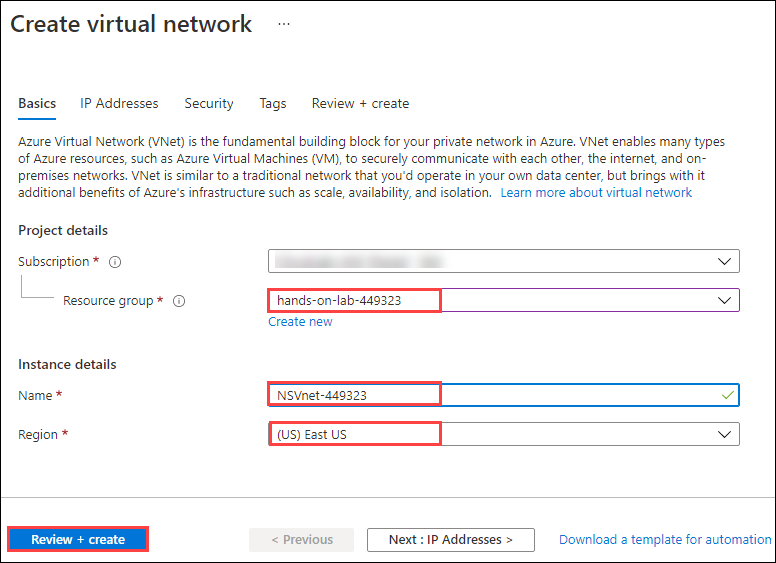 Create virtual network ...
Basics IP Addresses Security Tags Review + create
Azure Virtual Network (VNet) is the fundamental building block for your private network in Azure. VNet enables many types
of Azure resources, such as Azure Virtual Machines (VM), to securely communicate with each other, the internet, and on-
premises networks. VNet is similar to a traditional network that you'd operate in your own data center, but brings with it
additional benefits of Azure's infrastructure such as scale, availability, and isolation. Learn more about virtual network
Project details
Subscription *
Resource group * hands-on-lab-449323
Create new
Instance details
Name * NSVnet-449323
Region * (US) East US
Review + create < Previous Next : IP Addresses > Download a template for automation